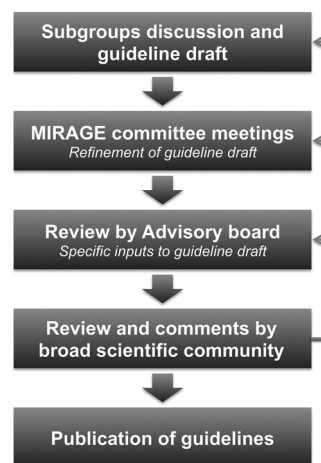 Subgroups discussion and
guideline draft
MIRAGE committee meetings
Refinement of guideline draft
Review by Advisory board
Specific inputs to guideline draft
Review and comments by
broad scientific community
Publication of guidelines